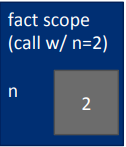 fact scope
(call w/ n=2)
n
2